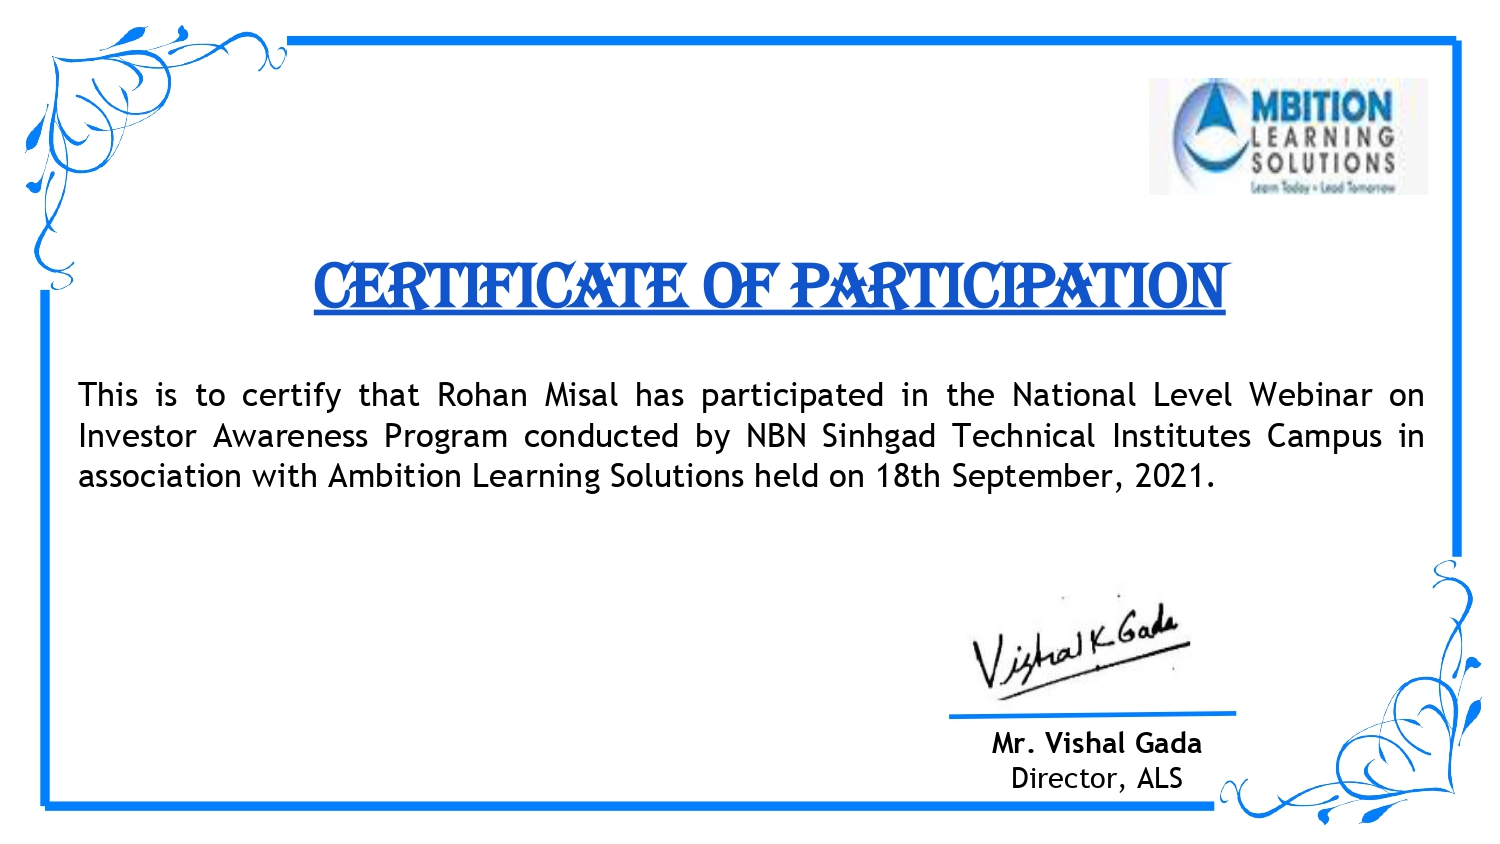 MBITION
LEARNING
SOLUTIONS
Learn Today • Lead Tomorrow
CERTIFICATE OF PARTICIPATION
This is to certify that Rohan Misal has participated in the National Level Webinar on
Investor Awareness Program conducted by NBN Sinhgad Technical Institutes Campus in
association with Ambition Learning Solutions held on 18th September, 2021.
Vishal K Gada
Mr. Vishal Gada
Director, ALS